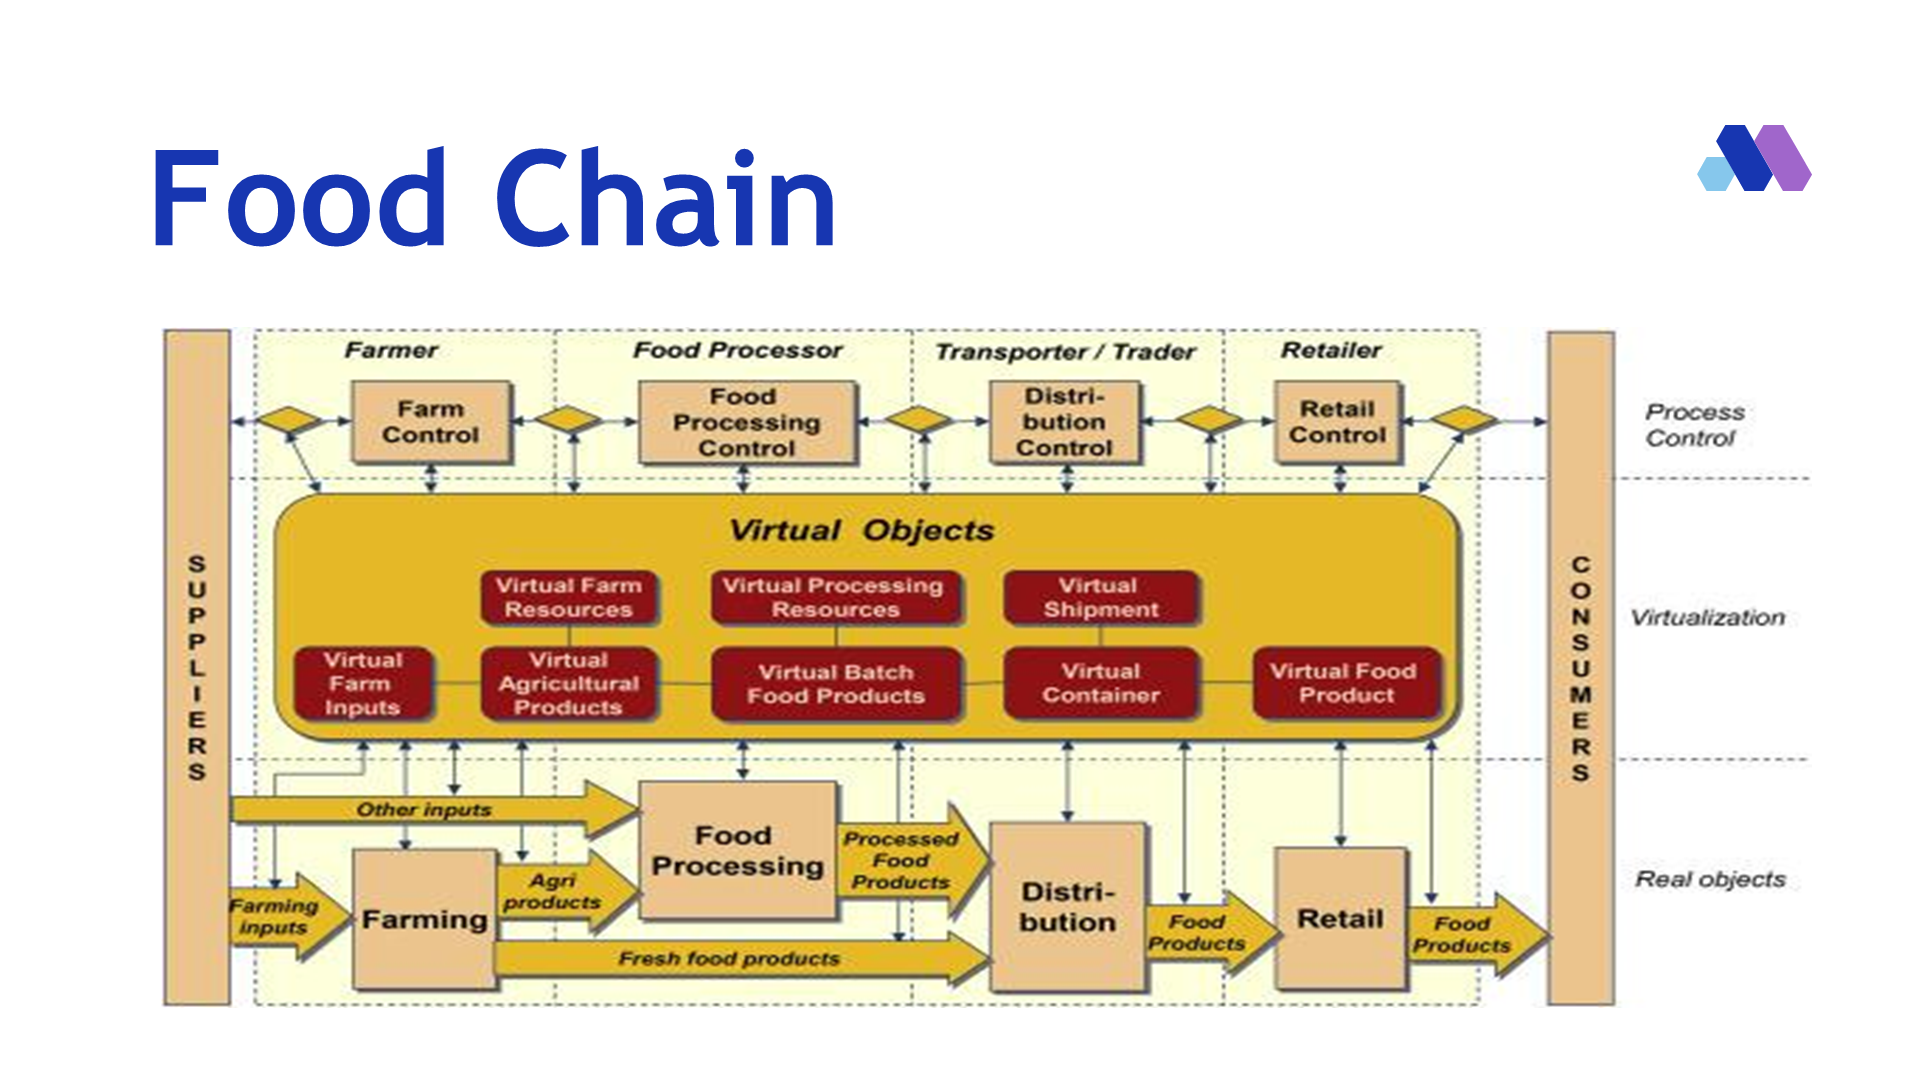 Food Chain
Farmer
Food Processor
Transporter / Trader
Retailer
Farm
Control
Food
Processing
Control
Distri-
bution
Control
Retail
Control
Process
Control
SUPPLIERS
CONSUMERS
Virtual Objects
Virtual Farm
Resources
Virtual Processing
Resources
Virtual
Shipment
Virtual
Farm
Inputs
Virtual
Agricultural
Products
Virtual Batch
Food Products
Virtual
Container
Virtual Food
Product
Virtualization
Other inputs
Food
Processing
Processed
Food
Products
Farming
inputs
Farming
Agri
products
Fresh food products
Distri-
bution
Food
Products
Retail
Food
Products
Real objects